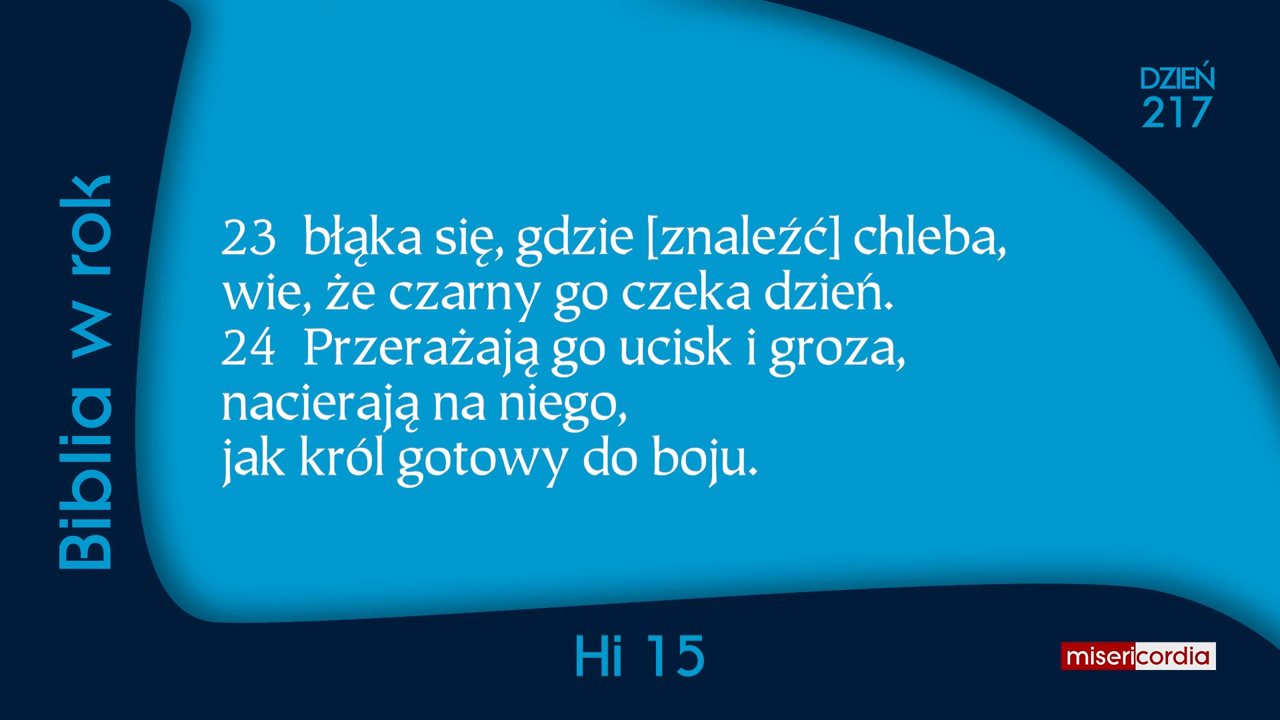 DZIEŃ
217
Biblia w rok
23 błąka się, gdzie [znaleźć] chleba,
wie, że czarny go czeka dzień.
24 Przerażają go ucisk i groza,
nacierają na niego,
jak król gotowy do boju.
Hi 15
misericordia